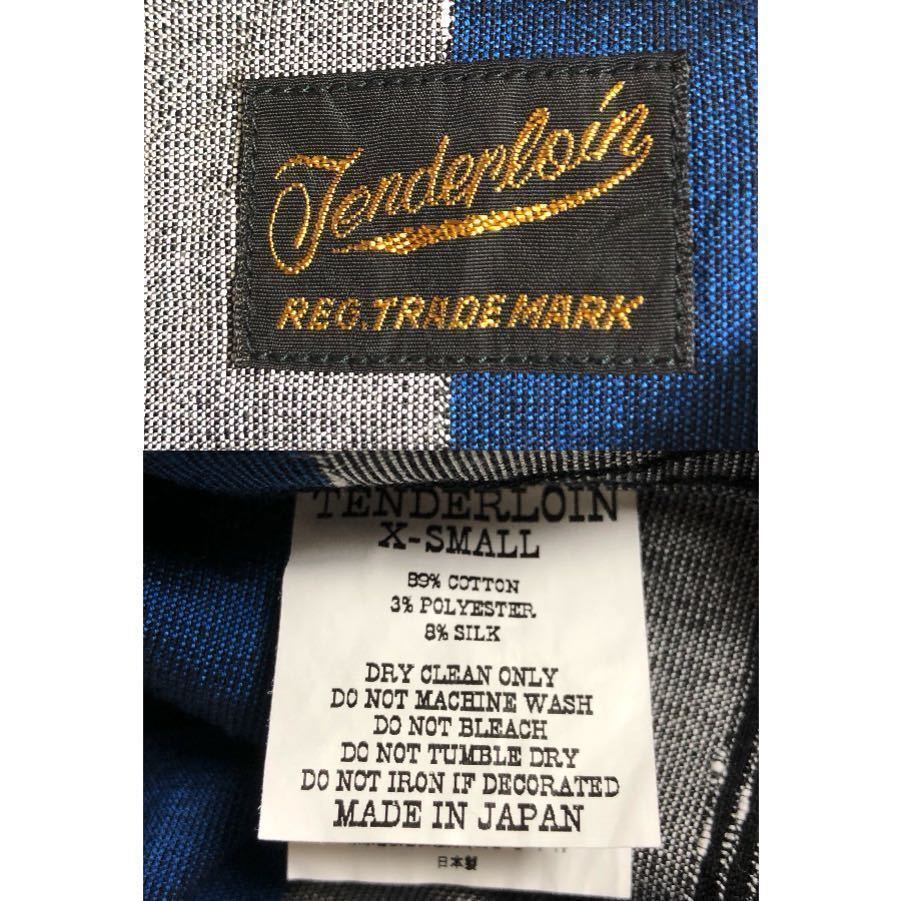 Tenderloin
REG. TRADE MARK
TENDERLOIN
X-SMALL
89% COTTON
3% POLYESTER
8% SILK
DRY CLEAN ONLY
DO NOT MACHINE WASH
DO NOT BLEACH
DO NOT TUMBLE DRY
DO NOT IRON IF DECORATED
MADE IN JAPAN
日本製